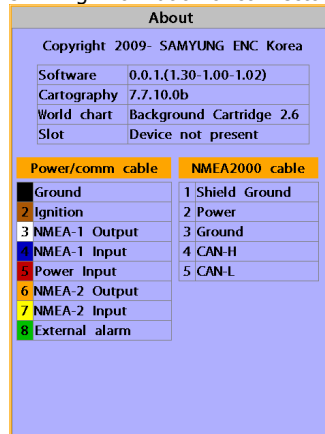 About
Copyright 2009- SAMYUNG ENC Korea
Software 0.0.1.(1.30-1.00-1.02)
Cartography 7.7.10.0b
World chart Background Cartridge 2.6
Slot Device not present
Power/comm cable
Ground
2 Ignition
3 NMEA-1 Output
4 NMEA-1 Input
5 Power Input
6 NMEA-2 Output
7 NMEA-2 Input
8 External alarm
NMEA2000 cable
1 Shield Ground
2 Power
3 Ground
4 CAN-H
5 CAN-L